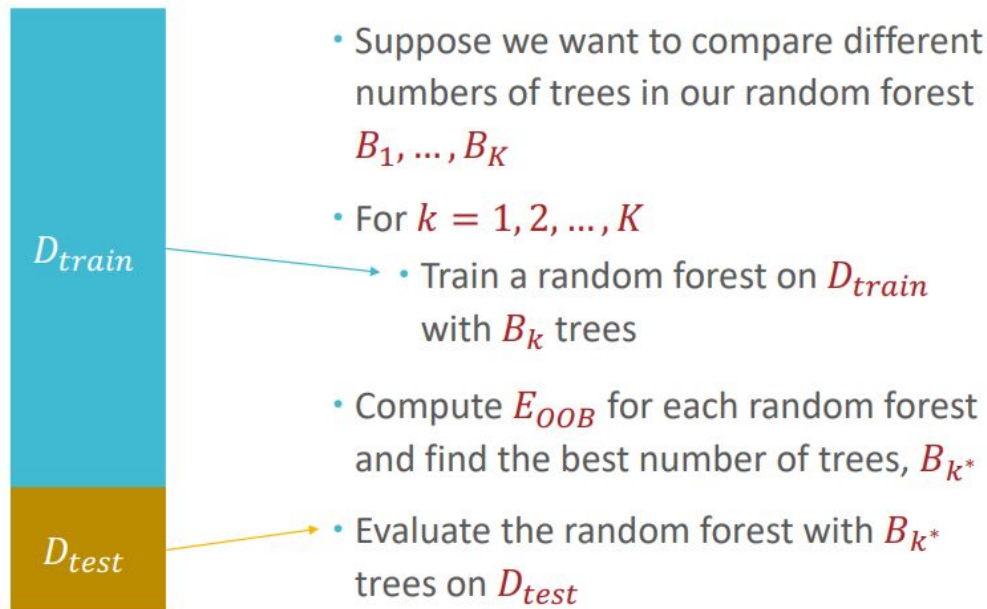 D_train
D_test
• Suppose we want to compare different
numbers of trees in our random forest
B_1, … , B_K
• For k = 1, 2, … , K
• Train a random forest on D_train
with B_k trees
• Compute E_OOB for each random forest
and find the best number of trees, B_k*
• Evaluate the random forest with B_k*
trees on D_test